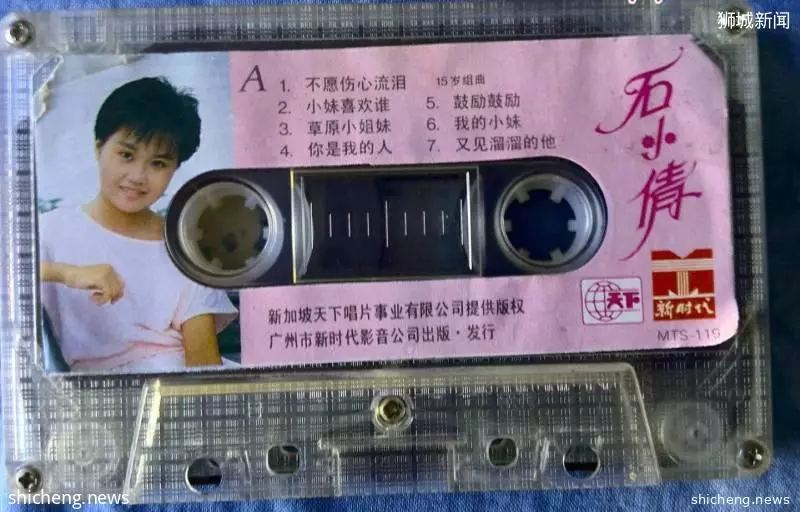 狮城新闻
A
1. 不愿伤心流泪
2. 小妹喜欢谁
3. 草原小姐妹
4. 你是我的人
15岁组曲
5. 鼓励鼓励
6. 我的小妹
7. 又见溜溜的他
石小倩
新加坡天下唱片事业有限公司提供版权
广州市新时代影音公司出版·发行
天下
新时代
MTS-119
shicheng.news
shicheng.news